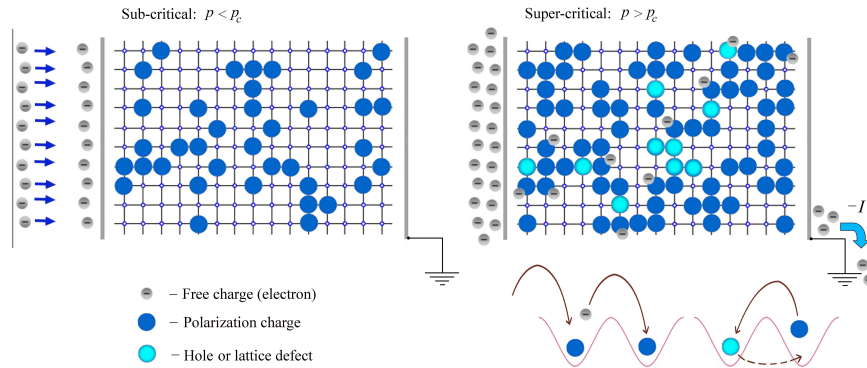 Sub-critical: p < p_c
Super-critical: p > p_c
−I
− Free charge (electron)
− Polarization charge
− Hole or lattice defect